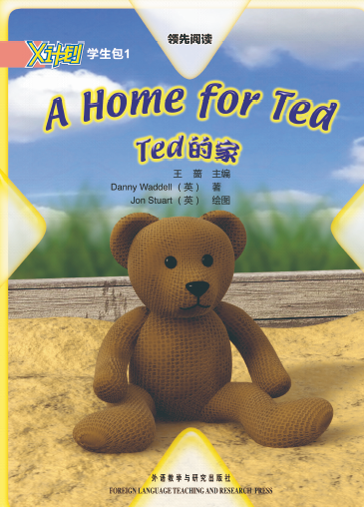 领先阅读
X计划 学生包1
A Home for Ted
Ted的家
王蔷 主编
Danny Waddell（英） 著
Jon Stuart（英） 绘图
外语教学与研究出版社
FOREIGN LANGUAGE TEACHING AND RESEARCH PRESS